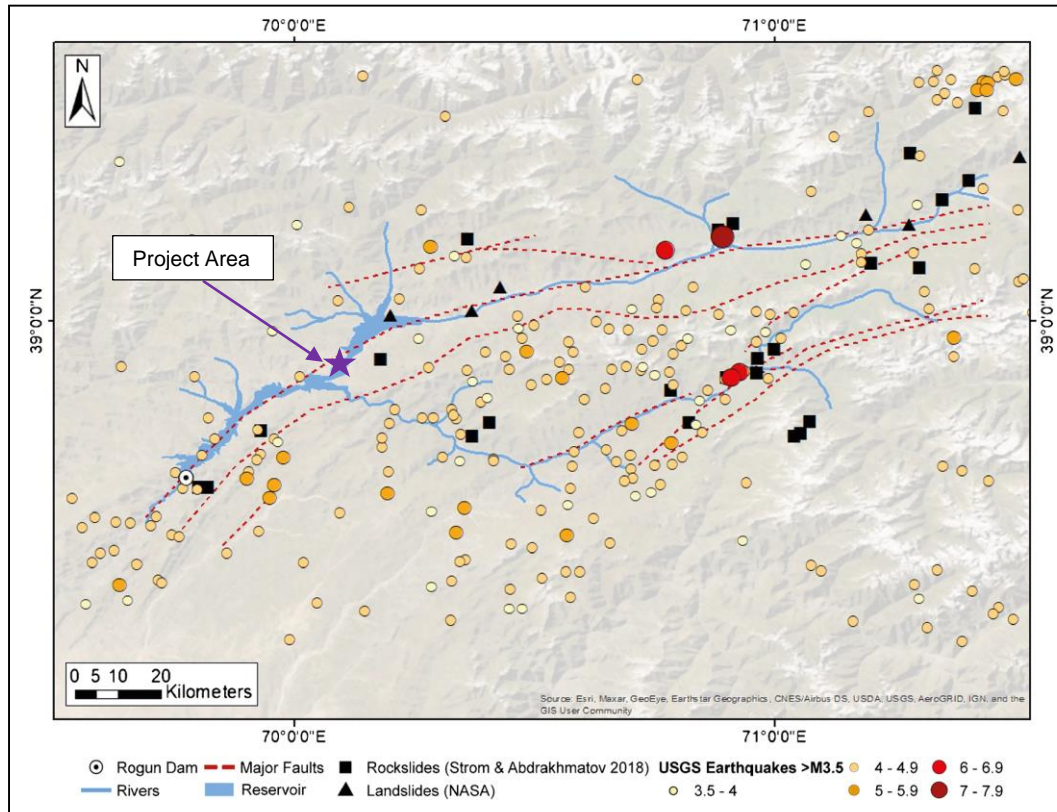 70°0'0"E
71°0'0"E
N
Project Area
39°0'0"N
39°0'0"N
0 5 10 20
Kilometers
Source: Esri, Maxar, GeoEye, Earthstar Geographics, CNES/Airbus DS, USDA, USGS, AeroGRID, IGN, and the
GIS User Community
70°0'0"E
71°0'0"E
Rogun Dam
Major Faults
Rockslides (Strom & Abdrakhmatov 2018)
USGS Earthquakes >M3.5
4 - 4.9
6 - 6.9
Rivers
Reservoir
Landslides (NASA)
3.5 - 4
5 - 5.9
7 - 7.9